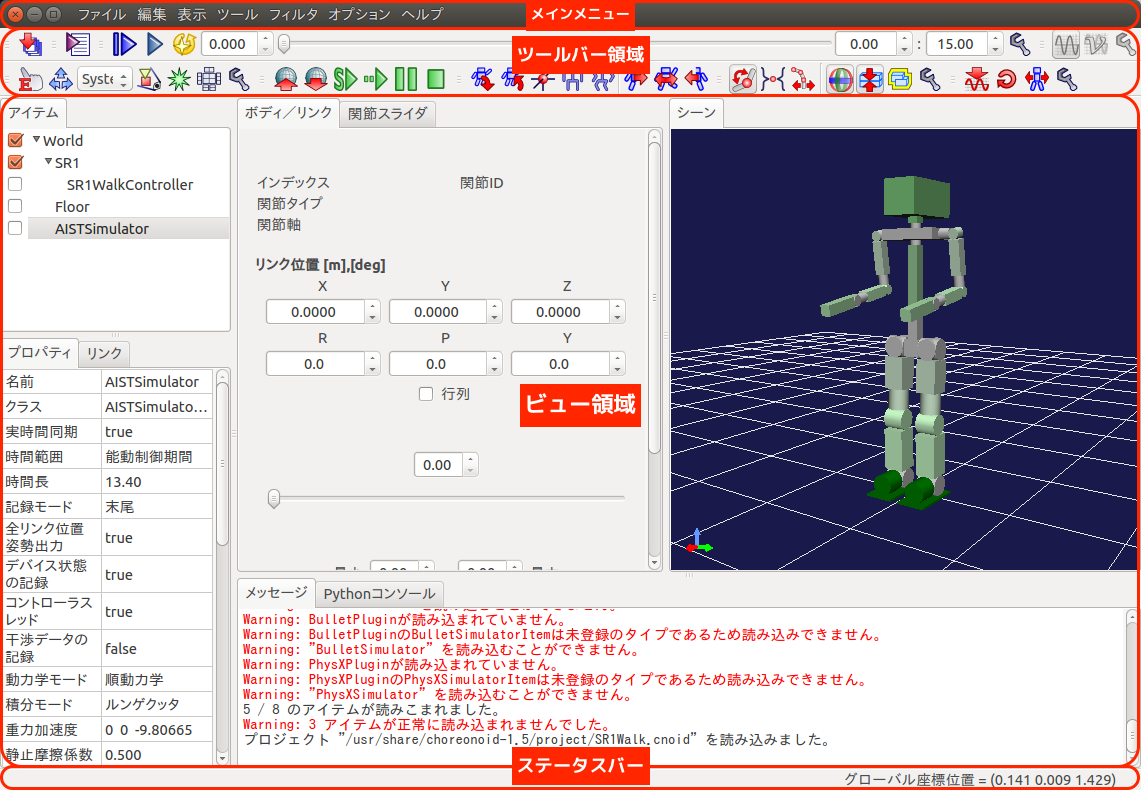 ファイル 編集 表示 ツール フィルタ オプション ヘルプ
メインメニュー
0.000
0.00 : 15.00
ツールバー領域
Syste
アイテム
World
SR1
SR1WalkController
Floor
AISTSimulator
プロパティ リンク
名前 AISTSimulator
クラス AISTSimulato...
実時間同期 true
時間範囲 能動制御期間
時間長 13.40
記録モード 末尾
全リンク位置
姿勢出力 true
デバイス状態
の記録 true
コントローラス
レッド true
干渉データの
記録 false
動力学モード 順動力学
積分モード ルンゲクッタ
重力加速度 0 0 -9.80665
静止摩擦係数 0.500
ボディ／リンク 関節スライダ
インデックス 関節ID
関節タイプ
関節軸
リンク位置 [m],[deg]
X Y Z
0.0000 0.0000 0.0000
R P Y
0.0 0.0 0.0
行列
ビュー領域
0.00
シーン
メッセージ Pythonコンソール
Warning: BulletPluginが読み込まれていません。
Warning: BulletPluginのBulletSimulatorItemは未登録のタイプであるため読み込みできません。
Warning: ”BulletSimulator” を読み込むことができません。
Warning: PhysXPluginが読み込まれていません。
Warning: PhysXPluginのPhysXSimulatorItemは未登録のタイプであるため読み込みできません。
Warning: ”PhysXSimulator” を読み込むことができません。
5 / 8 のアイテムが読みこまれました。
Warning: 3 アイテムが正常に読み込まれませんでした。
プロジェクト ”/usr/share/choreonoid-1.5/project/SR1Walk.cnoid” を読み込みました。
ステータスバー
グローバル座標位置 = (0.141 0.009 1.429)